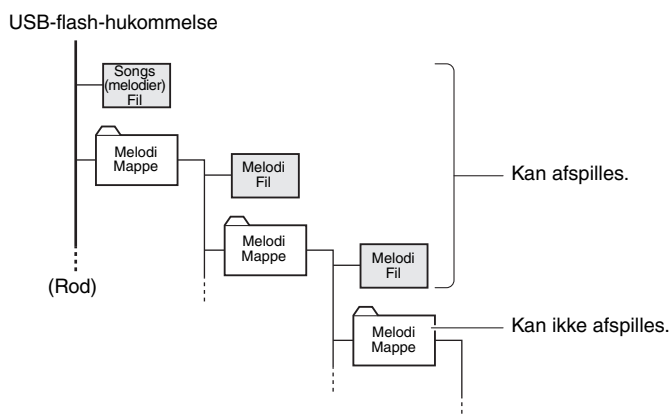 USB-flash-hukommelse
Songs
(melodier)
Fil
Melodi
Mappe
Melodi
Fil
Kan afspilles.
Melodi
Mappe
Melodi
Fil
(Rod)
Melodi
Mappe
Kan ikke afspilles.